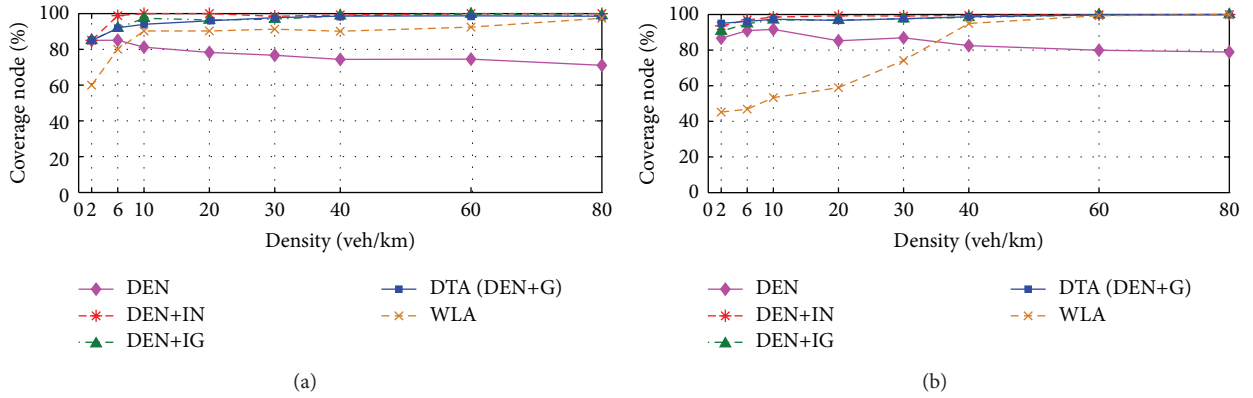 100
80
60
40
20
0
Coverage node (%)
0 2 6 10 20 30 40 60 80
Density (veh/km)
DEN
DEN+IN
DEN+IG
DTA (DEN+G)
WLA
(a)
100
80
60
40
20
0
Coverage node (%)
0 2 6 10 20 30 40 60 80
Density (veh/km)
DEN
DEN+IN
DEN+IG
DTA (DEN+G)
WLA
(b)